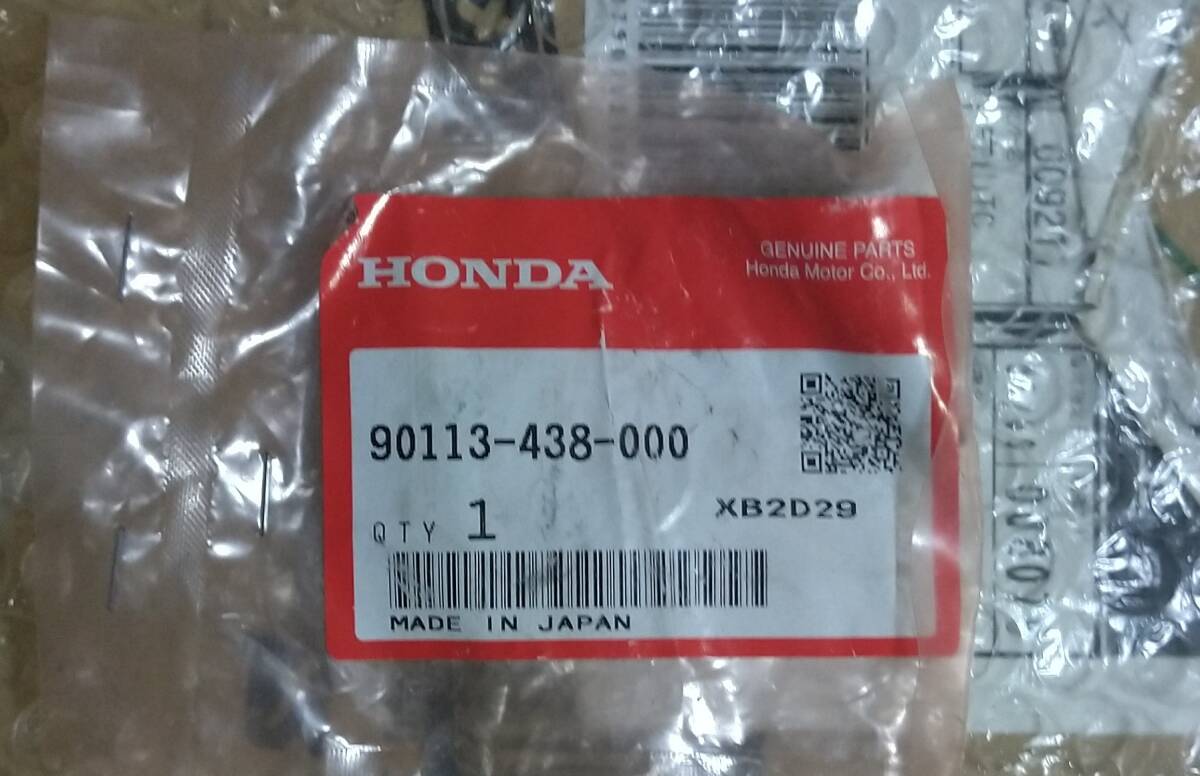 HONDA
GENUINE PARTS
Honda Motor Co., Ltd.
90113-438-000
XB2D29
QTY 1
MADE IN JAPAN